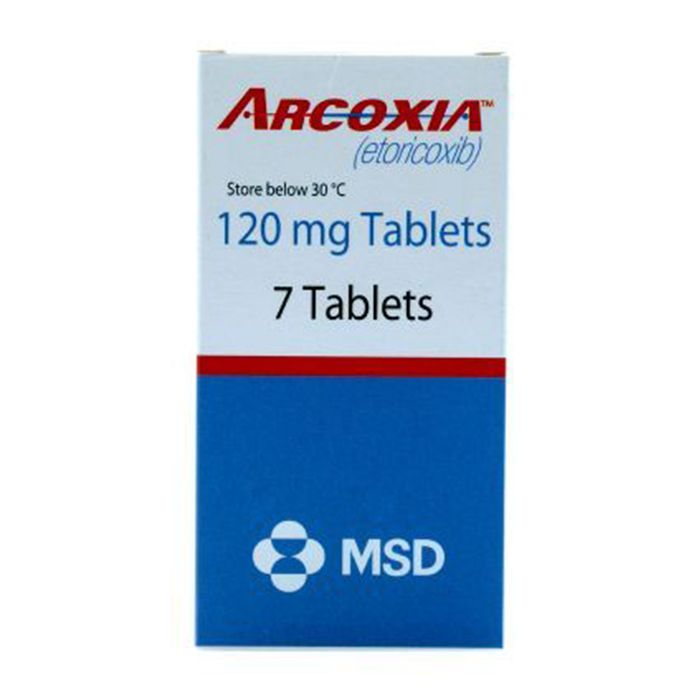 ARCOXIA™
(etoricoxib)
Store below 30 °C
120 mg Tablets
7 Tablets
MSD